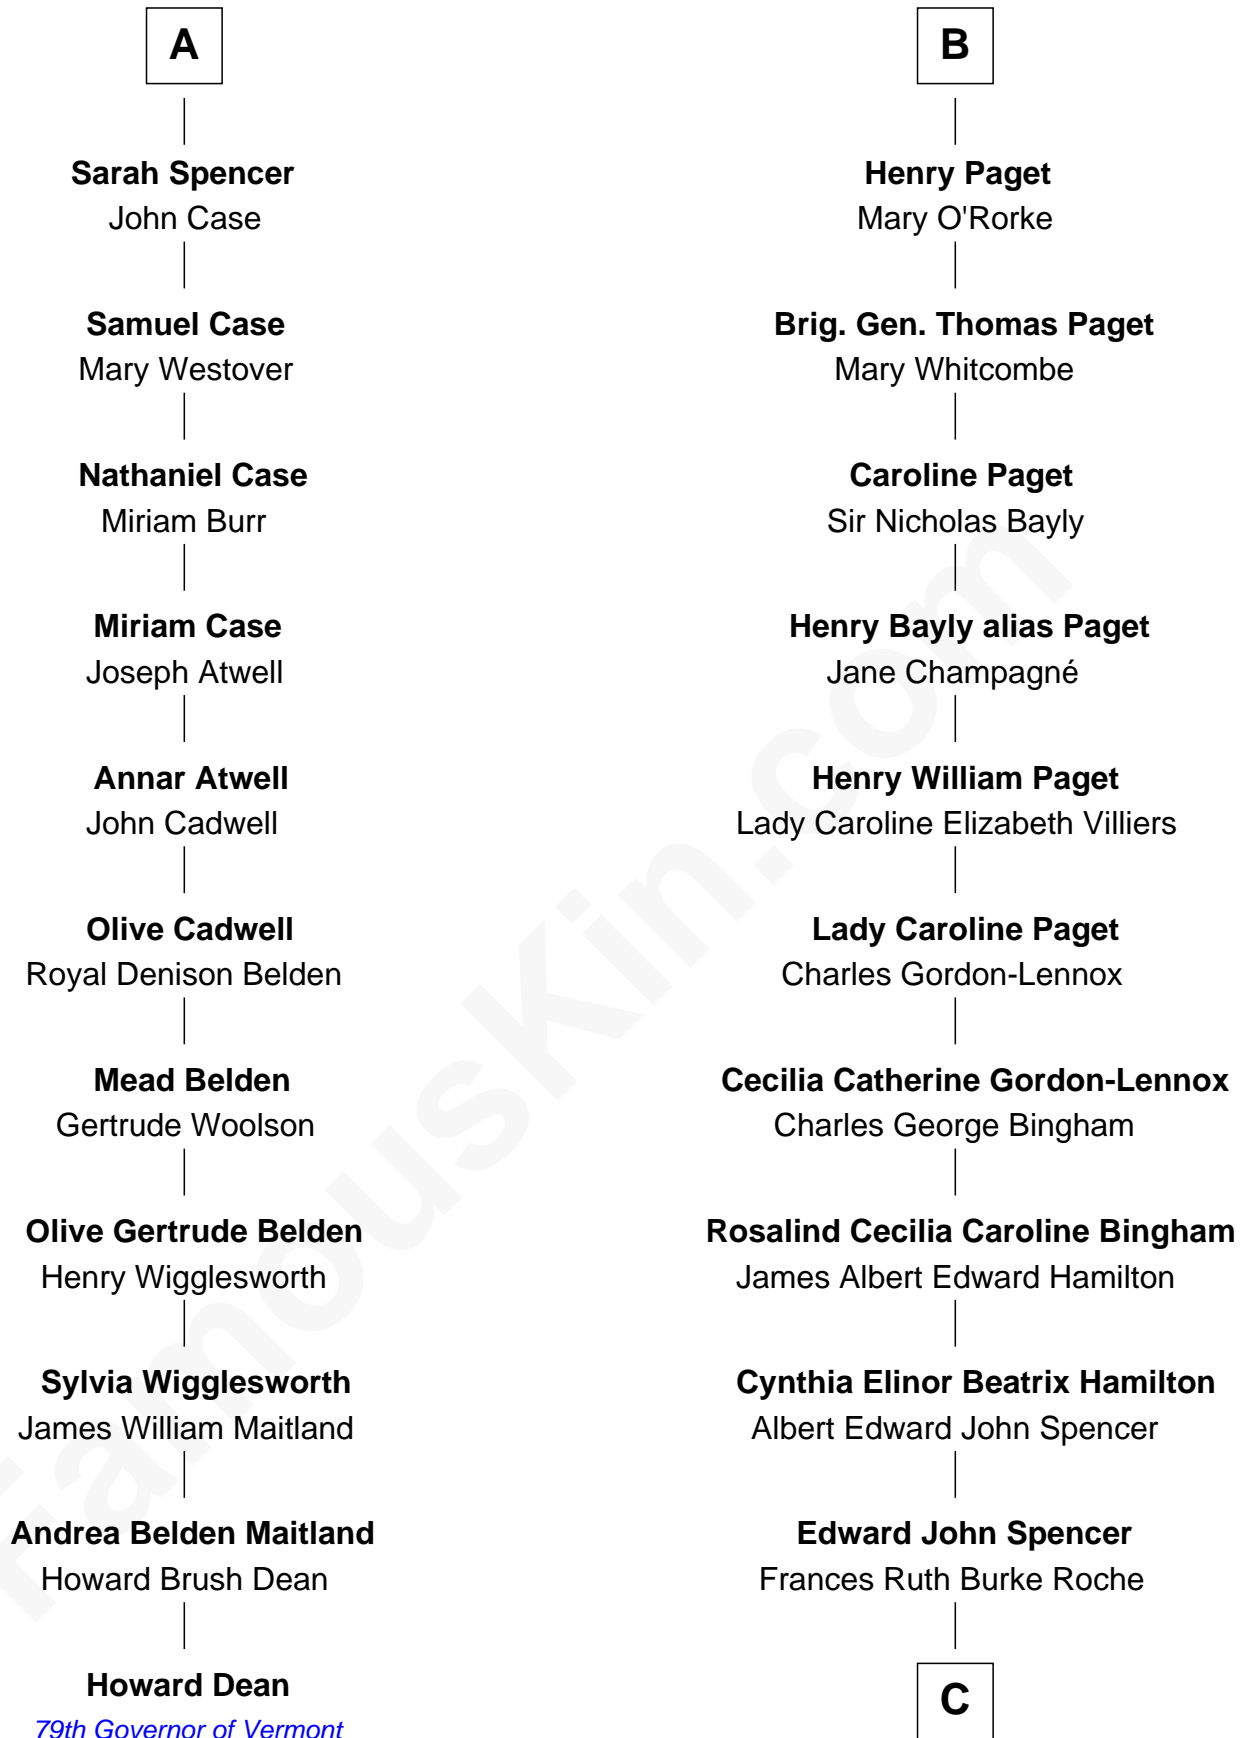 A
Sarah Spencer
John Case
Samuel Case
Mary Westover
Nathaniel Case
Miriam Burr
Miriam Case
Joseph Atwell
Annar Atwell
John Cadwell
Olive Cadwell
Royal Denison Belden
Mead Belden
Gertrude Woolson
Olive Gertrude Belden
Henry Wigglesworth
Sylvia Wigglesworth
James William Maitland
Andrea Belden Maitland
Howard Brush Dean
Howard Dean
79th Governor of Vermont
B
Henry Paget
Mary O'Rorke
Brig. Gen. Thomas Paget
Mary Whitcombe
Caroline Paget
Sir Nicholas Bayly
Henry Bayly alias Paget
Jane Champagné
Henry William Paget
Lady Caroline Elizabeth Villiers
Lady Caroline Paget
Charles Gordon-Lennox
Cecilia Catherine Gordon-Lennox
Charles George Bingham
Rosalind Cecilia Caroline Bingham
James Albert Edward Hamilton
Cynthia Elinor Beatrix Hamilton
Albert Edward John Spencer
Edward John Spencer
Frances Ruth Burke Roche
C
FamousKin.com